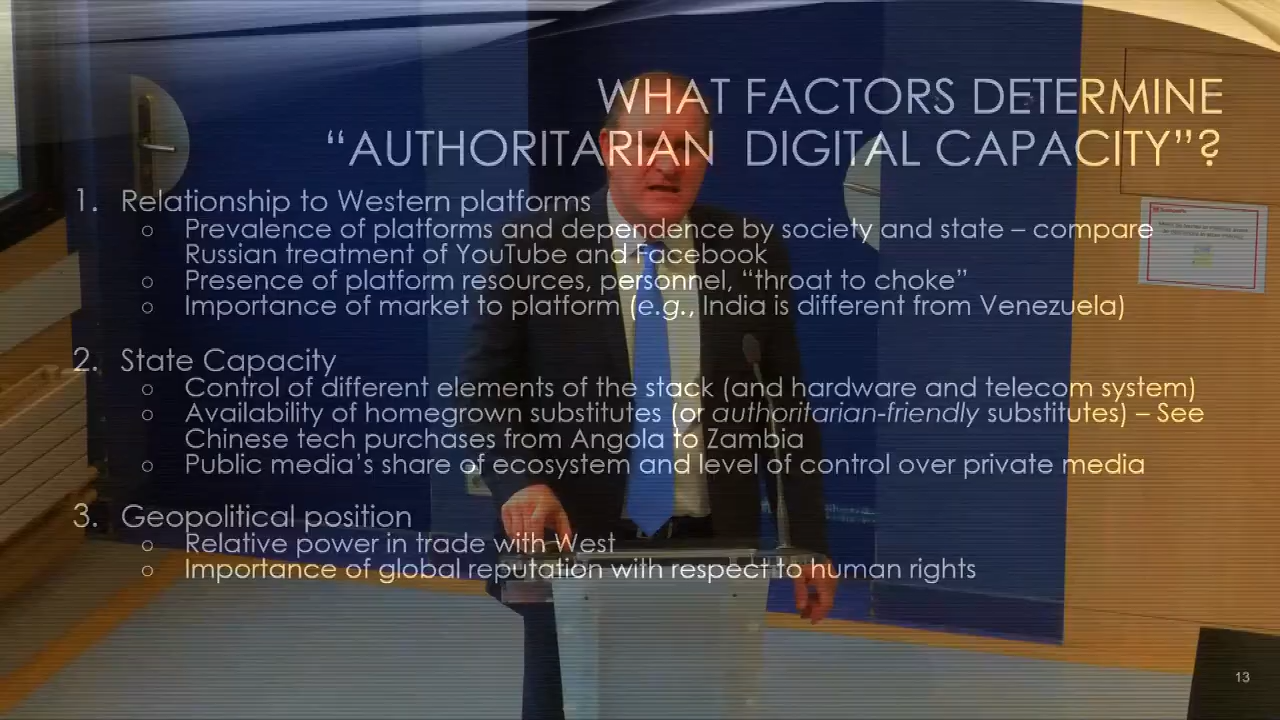 WHAT FACTORS DETERMINE
“AUTHORITARIAN DIGITAL CAPACITY”?
1. Relationship to Western platforms
○ Prevalence of platforms and dependence by society and state – compare
Russian treatment of YouTube and Facebook
○ Presence of platform resources, personnel, “throat to choke”
○ Importance of market to platform (e.g., India is different from Venezuela)
2. State Capacity
○ Control of different elements of the stack (and hardware and telecom system)
○ Availability of homegrown substitutes (or authoritarian-friendly substitutes) – See
Chinese tech purchases from Angola to Zambia
○ Public media’s share of ecosystem and level of control over private media
3. Geopolitical position
○ Relative power in trade with West
○ Importance of global reputation with respect to human rights
13